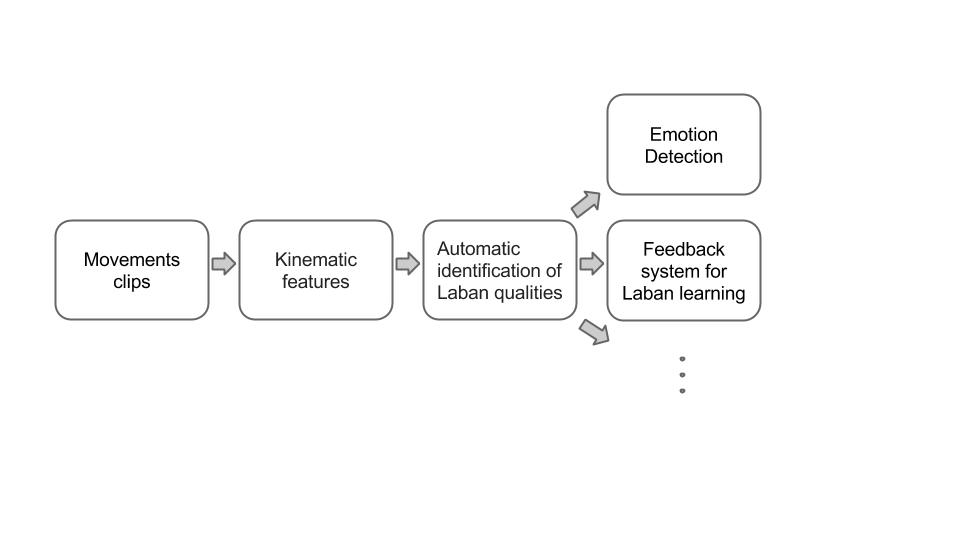 Movements
clips
Kinematic
features
Automatic
identification of
Laban qualities
Emotion
Detection
Feedback
system for
Laban learning